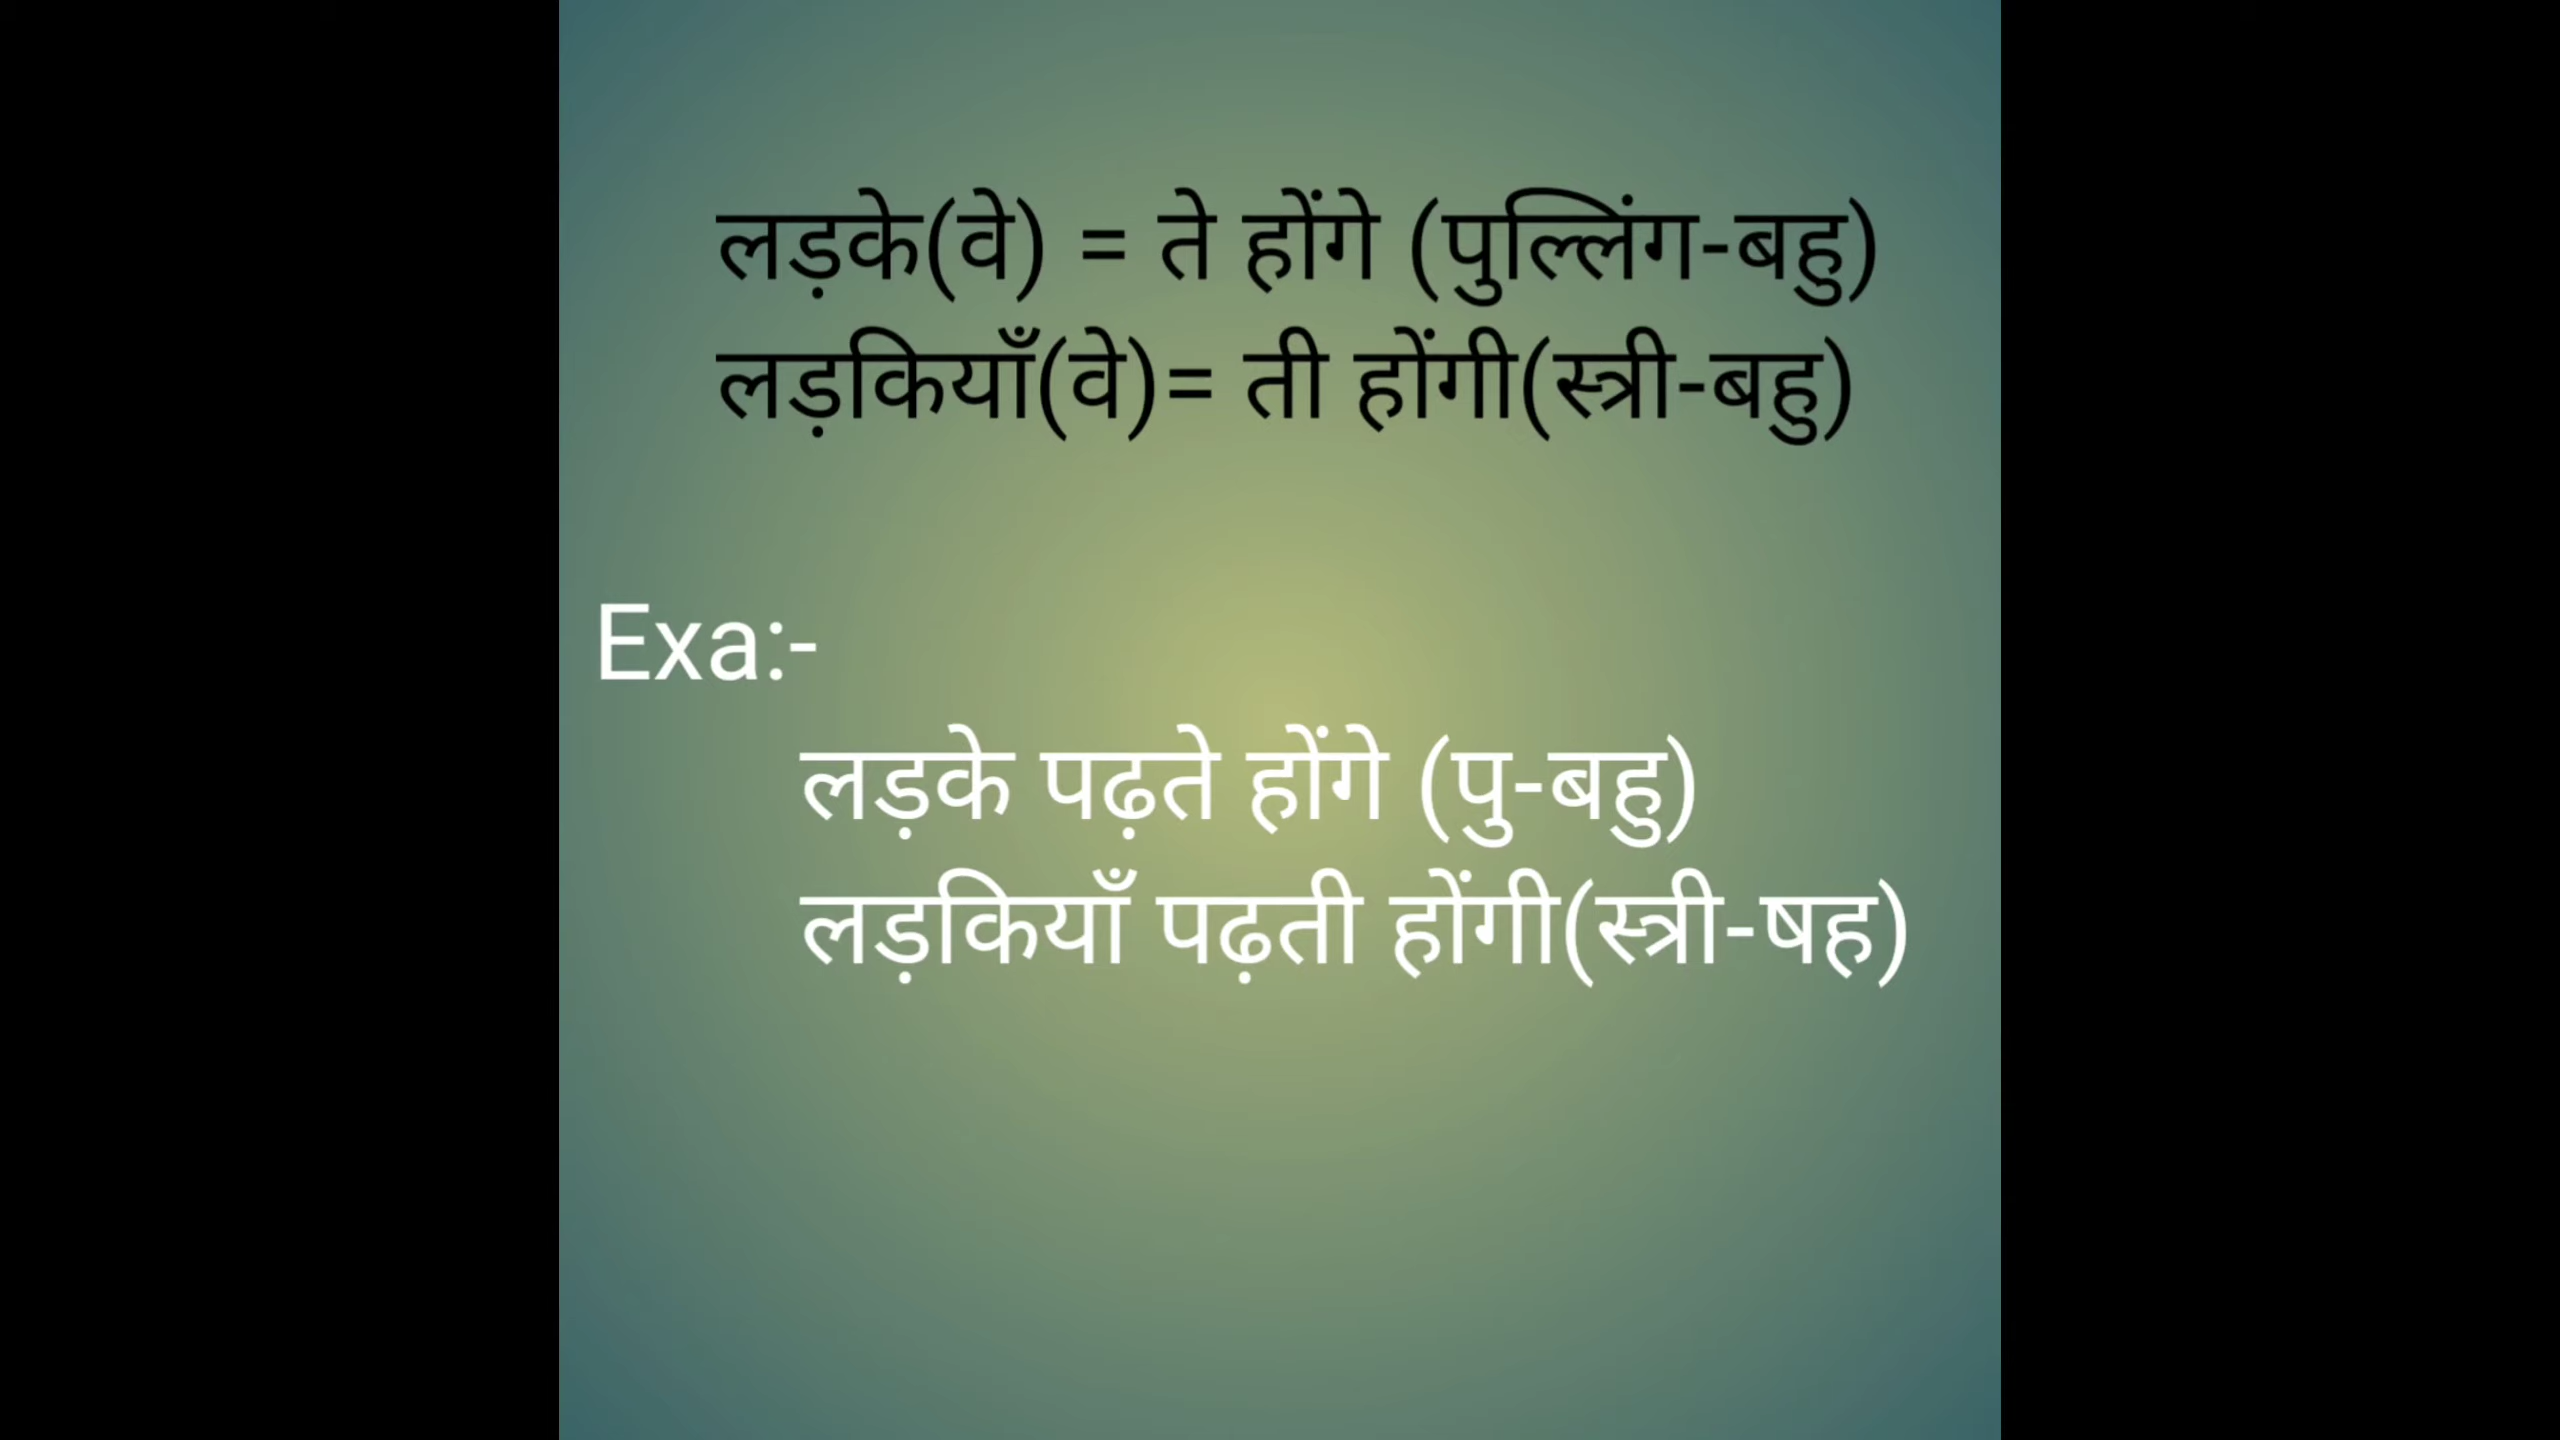 लड़के(वे) = ते होंगे (पुल्लिंग-बहु)
लड़कियाँ(वे)= ती होंगी(स्त्री-बहु)
Exa:-
लड़के पढ़ते होंगे (पु-बहु)
लड़कियाँ पढ़ती होंगी(स्त्री-षह)